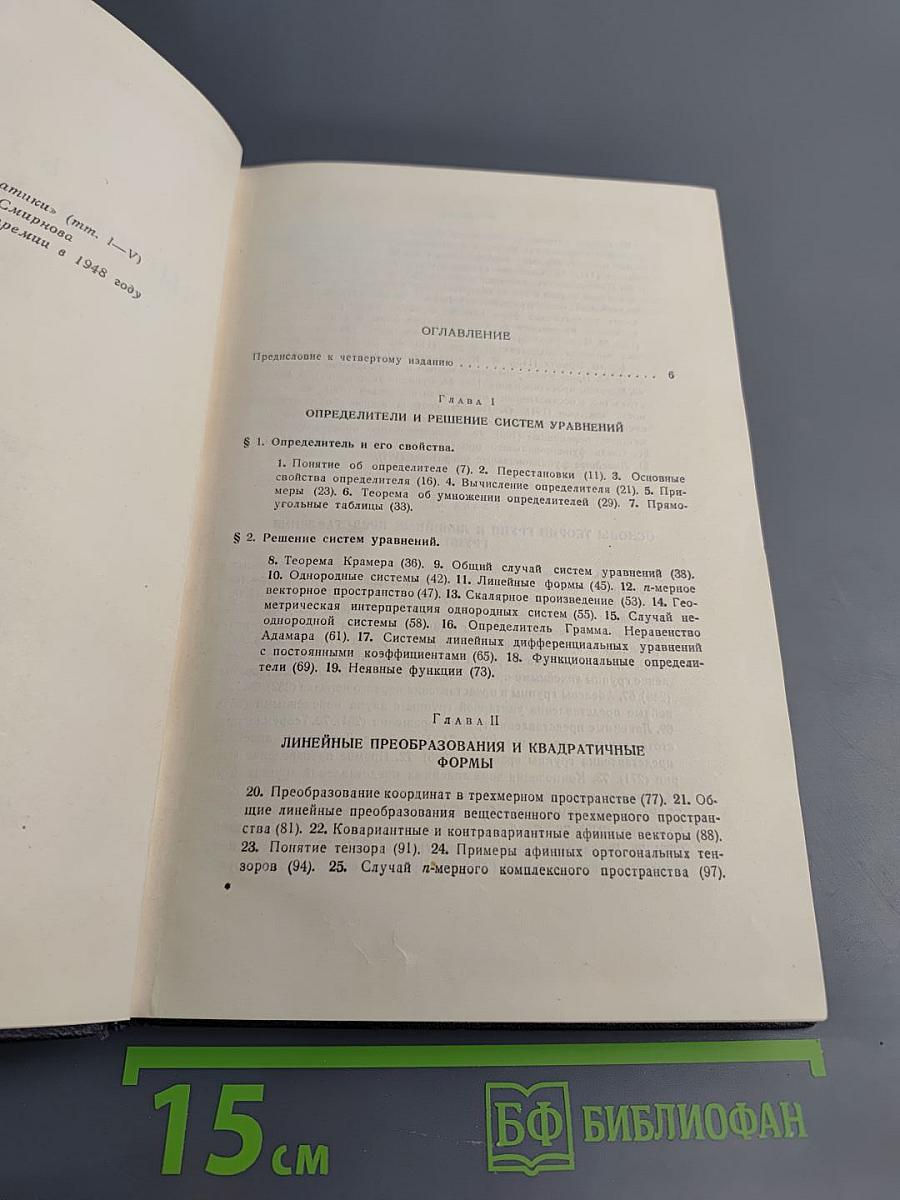 атики» (тт. I—V)
Смирнова
премии в 1948 году
ОГЛАВЛЕНИЕ
Предисловие к четвертому изданию . . . . . . . . . . . . . . . . . . . . . . . 6
Глава I
ОПРЕДЕЛИТЕЛИ И РЕШЕНИЕ СИСТЕМ УРАВНЕНИЙ
§ 1. Определитель и его свойства.
1. Понятие об определителе (7). 2. Перестановки (11). 3. Основные
свойства определителя (16). 4. Вычисление определителя (21). 5. При-
меры (23). 6. Теорема об умножении определителей (29). 7. Прямо-
угольные таблицы (33).
§ 2. Решение систем уравнений.
8. Теорема Крамера (36). 9. Общий случай систем уравнений (38).
10. Однородные системы (42). 11. Линейные формы (45). 12. n-мерное
векторное пространство (47). 13. Скалярное произведение (53). 14. Гео-
метрическая интерпретация однородных систем (55). 15. Случай не-
однородной системы (58). 16. Определитель Грамма. Неравенство
Адамара (61). 17. Системы линейных дифференциальных уравнений
с постоянными коэффициентами (65). 18. Функциональные определи-
тели (69). 19. Неявные функции (73).
Глава II
ЛИНЕЙНЫЕ ПРЕОБРАЗОВАНИЯ И КВАДРАТИЧНЫЕ
ФОРМЫ
20. Преобразование координат в трехмерном пространстве (77). 21. Об-
щие линейные преобразования вещественного трехмерного простран-
ства (81). 22. Ковариантные и контравариантные афинные векторы (88).
23. Понятие тензора (91). 24. Примеры афинных ортогональных тен-
зоров (94). 25. Случай n-мерного комплексного пространства (97).
15 см
БФ БИБЛИОФАН